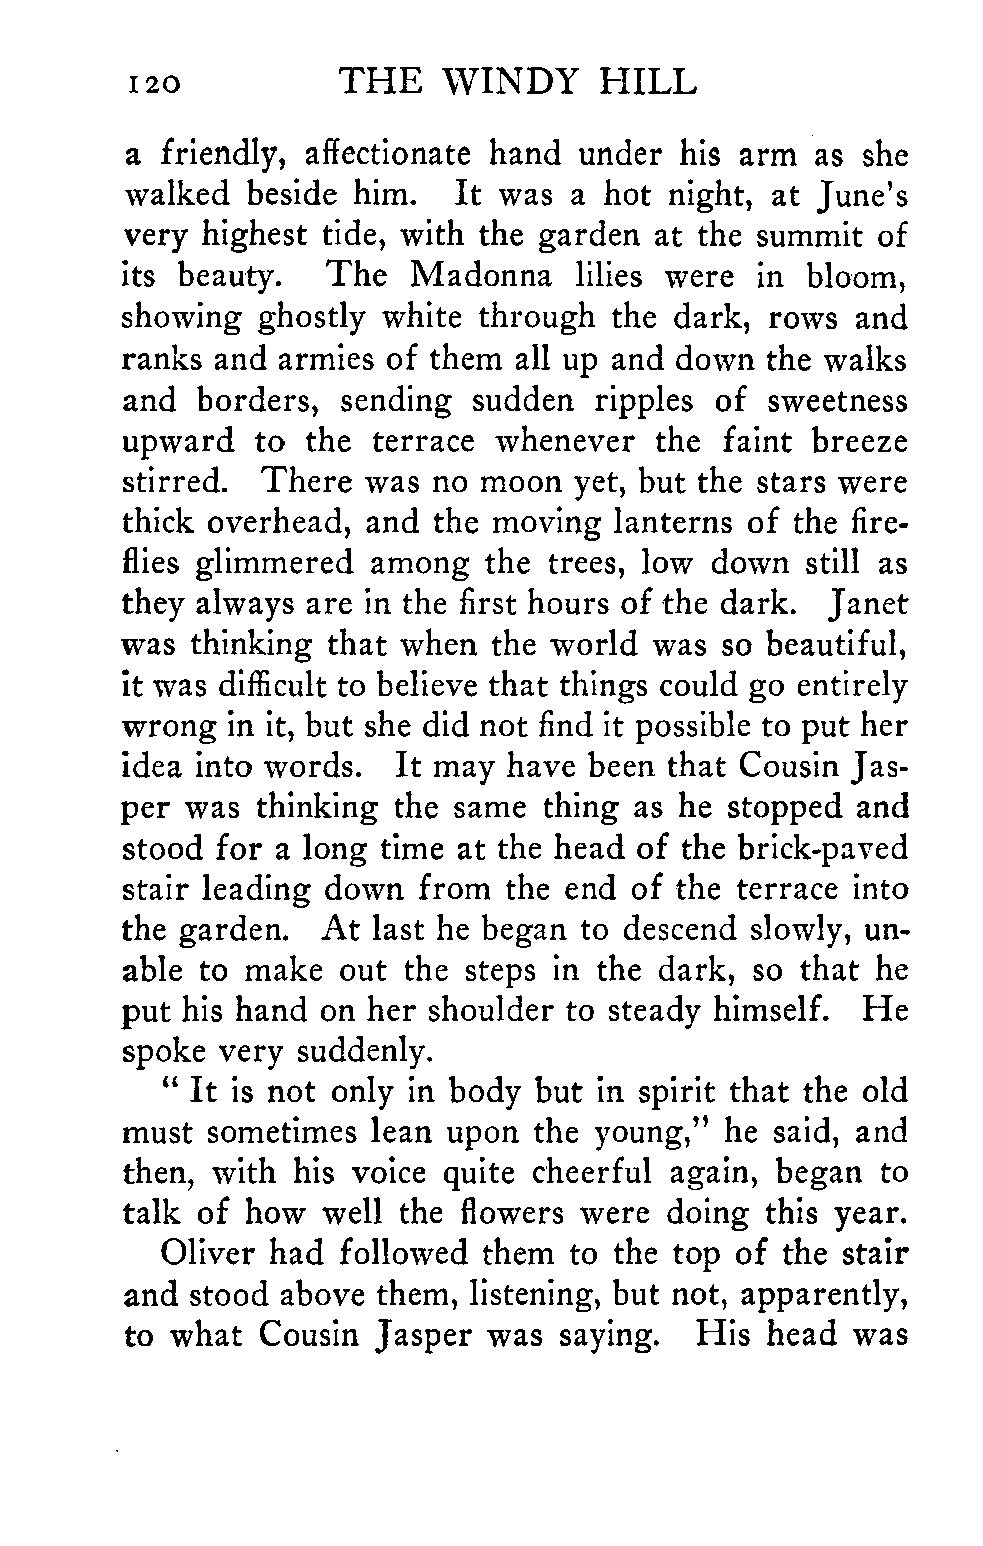 120 THE WINDY HILL
a friendly, affectionate hand under his arm as she
walked beside him. It was a hot night, at June's
very highest tide, with the garden at the summit of
its beauty. The Madonna lilies were in bloom,
showing ghostly white through the dark, rows and
ranks and armies of them all up and down the walks
and borders, sending sudden ripples of sweetness
upward to the terrace whenever the faint breeze
stirred. There was no moon yet, but the stars were
thick overhead, and the moving lanterns of the fire-
flies glimmered among the trees, low down still as
they always are in the first hours of the dark. Janet
was thinking that when the world was so beautiful,
it was difficult to believe that things could go entirely
wrong in it, but she did not find it possible to put her
idea into words. It may have been that Cousin Jas-
per was thinking the same thing as he stopped and
stood for a long time at the head of the brick-paved
stair leading down from the end of the terrace into
the garden. At last he began to descend slowly, un-
able to make out the steps in the dark, so that he
put his hand on her shoulder to steady himself. He
spoke very suddenly.
" It is not only in body but in spirit that the old
must sometimes lean upon the young," he said, and
then, with his voice quite cheerful again, began to
talk of how well the flowers were doing this year.
Oliver had followed them to the top of the stair
and stood above them, listening, but not, apparently,
to what Cousin Jasper was saying. His head was